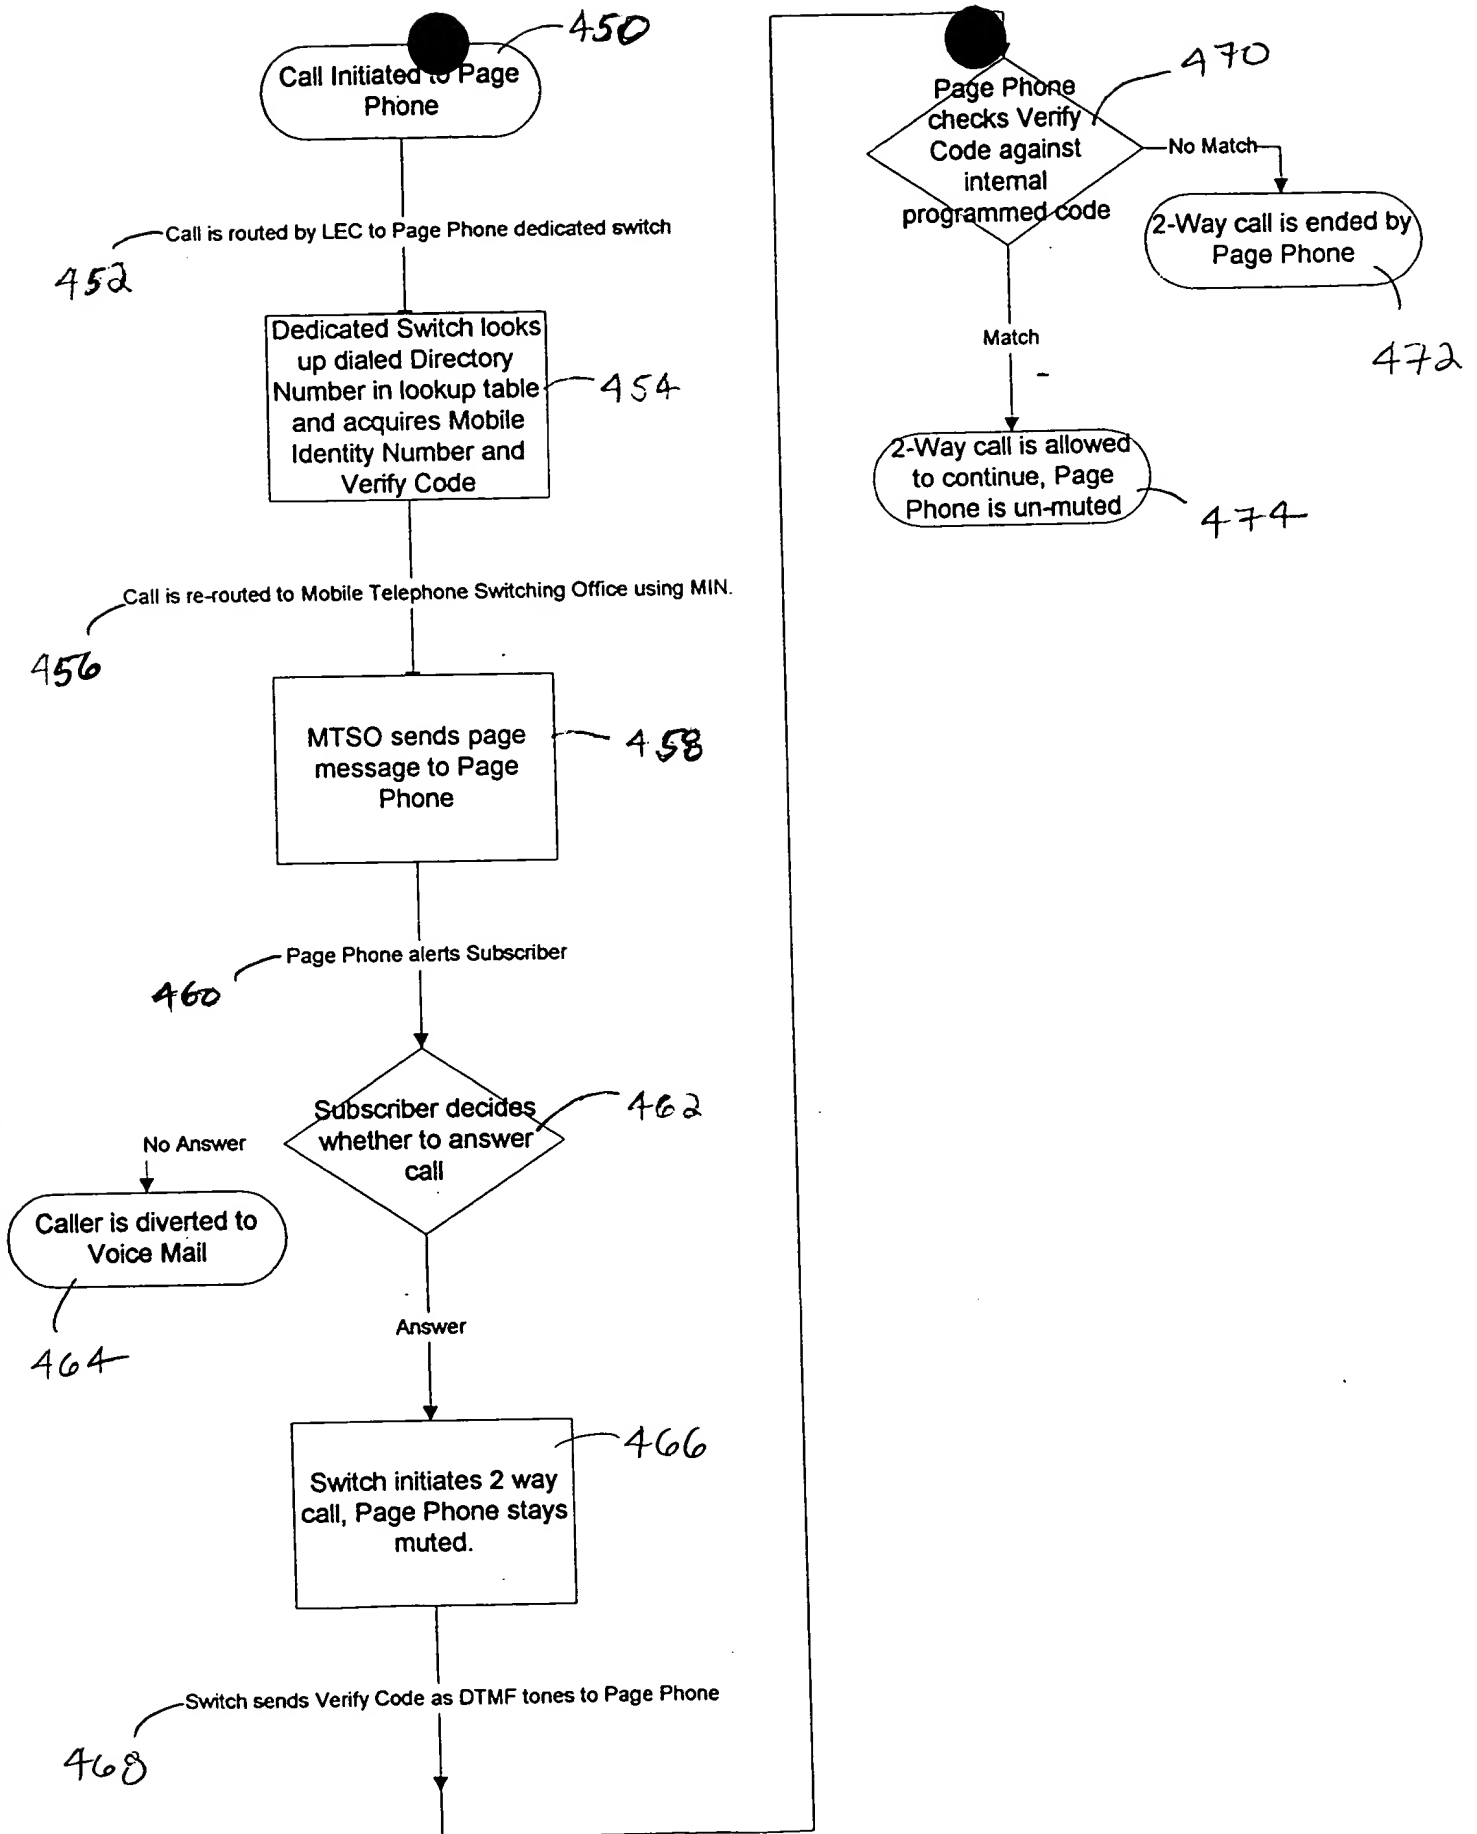 450
Call Initiated to Page
Phone
Call is routed by LEC to Page Phone dedicated switch
452
Dedicated Switch looks
up dialed Directory
Number in lookup table
and acquires Mobile
Identity Number and
Verify Code
454
Call is re-routed to Mobile Telephone Switching Office using MIN.
456
MTSO sends page
message to Page
Phone
458
Page Phone alerts Subscriber
460
Subscriber decides
whether to answer
call
462
No Answer
Caller is diverted to
Voice Mail
464
Answer
466
Switch initiates 2 way
call, Page Phone stays
muted.
Switch sends Verify Code as DTMF tones to Page Phone
468
470
Page Phone
checks Verify
Code against
internal
programmed code
No Match
2-Way call is ended by
Page Phone
472
Match
2-Way call is allowed
to continue, Page
Phone is un-muted
474